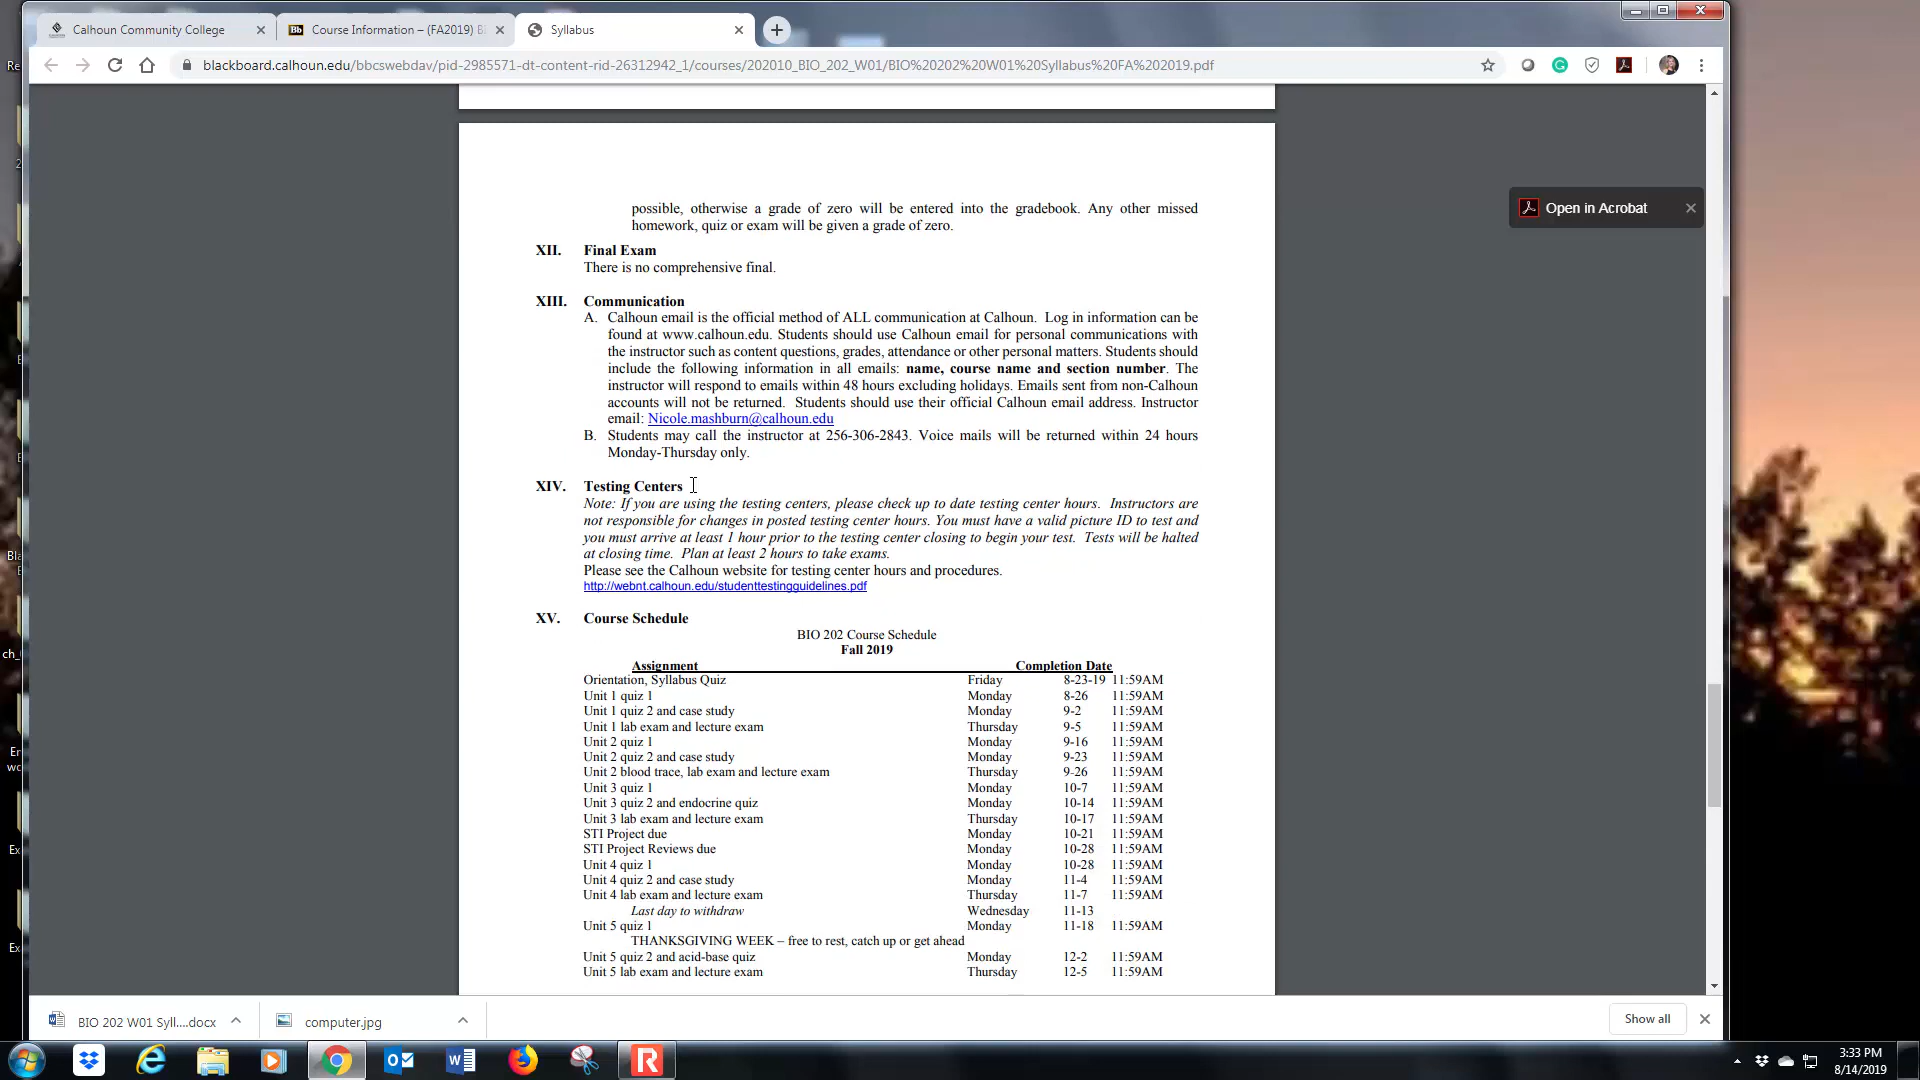 Calhoun Community College
Course Information – (FA2019) B
Syllabus
blackboard.calhoun.edu/bbcswebdav/pid-2985571-dt-content-rid-26312942_1/courses/202010_BIO_202_W01/BIO%20202%20W01%20Syllabus%20FA%202019.pdf
Open in Acrobat
possible, otherwise a grade of zero will be entered into the gradebook. Any other missed
homework, quiz or exam will be given a grade of zero.
XII. Final Exam
There is no comprehensive final.
XIII. Communication
A. Calhoun email is the official method of ALL communication at Calhoun. Log in information can be
found at www.calhoun.edu. Students should use Calhoun email for personal communications with
the instructor such as content questions, grades, attendance or other personal matters. Students should
include the following information in all emails: name, course name and section number. The
instructor will respond to emails within 48 hours excluding holidays. Emails sent from non-Calhoun
accounts will not be returned. Students should use their official Calhoun email address. Instructor
email: Nicole.mashburn@calhoun.edu
B. Students may call the instructor at 256-306-2843. Voice mails will be returned within 24 hours
Monday-Thursday only.
XIV. Testing Centers
Note: If you are using the testing centers, please check up to date testing center hours. Instructors are
not responsible for changes in posted testing center hours. You must have a valid picture ID to test and
you must arrive at least 1 hour prior to the testing center closing to begin your test. Tests will be halted
at closing time. Plan at least 2 hours to take exams.
Please see the Calhoun website for testing center hours and procedures.
http://webnt.calhoun.edu/studenttestingguidelines.pdf
XV. Course Schedule
BIO 202 Course Schedule
Fall 2019
Assignment Completion Date
Orientation, Syllabus Quiz Friday 8-23-19 11:59AM
Unit 1 quiz 1 Monday 8-26 11:59AM
Unit 1 quiz 2 and case study Monday 9-2 11:59AM
Unit 1 lab exam and lecture exam Thursday 9-5 11:59AM
Unit 2 quiz 1 Monday 9-16 11:59AM
Unit 2 quiz 2 and case study Monday 9-23 11:59AM
Unit 2 blood trace, lab exam and lecture exam Thursday 9-26 11:59AM
Unit 3 quiz 1 Monday 10-7 11:59AM
Unit 3 quiz 2 and endocrine quiz Monday 10-14 11:59AM
Unit 3 lab exam and lecture exam Thursday 10-17 11:59AM
STI Project due Monday 10-21 11:59AM
STI Project Reviews due Monday 10-28 11:59AM
Unit 4 quiz 1 Monday 10-28 11:59AM
Unit 4 quiz 2 and case study Monday 11-4 11:59AM
Unit 4 lab exam and lecture exam Thursday 11-7 11:59AM
Last day to withdraw Wednesday 11-13
Unit 5 quiz 1 Monday 11-18 11:59AM
THANKSGIVING WEEK – free to rest, catch up or get ahead
Unit 5 quiz 2 and acid-base quiz Monday 12-2 11:59AM
Unit 5 lab exam and lecture exam Thursday 12-5 11:59AM
BIO 202 W01 Syll....docx
computer.jpg
Show all
3:33 PM
8/14/2019